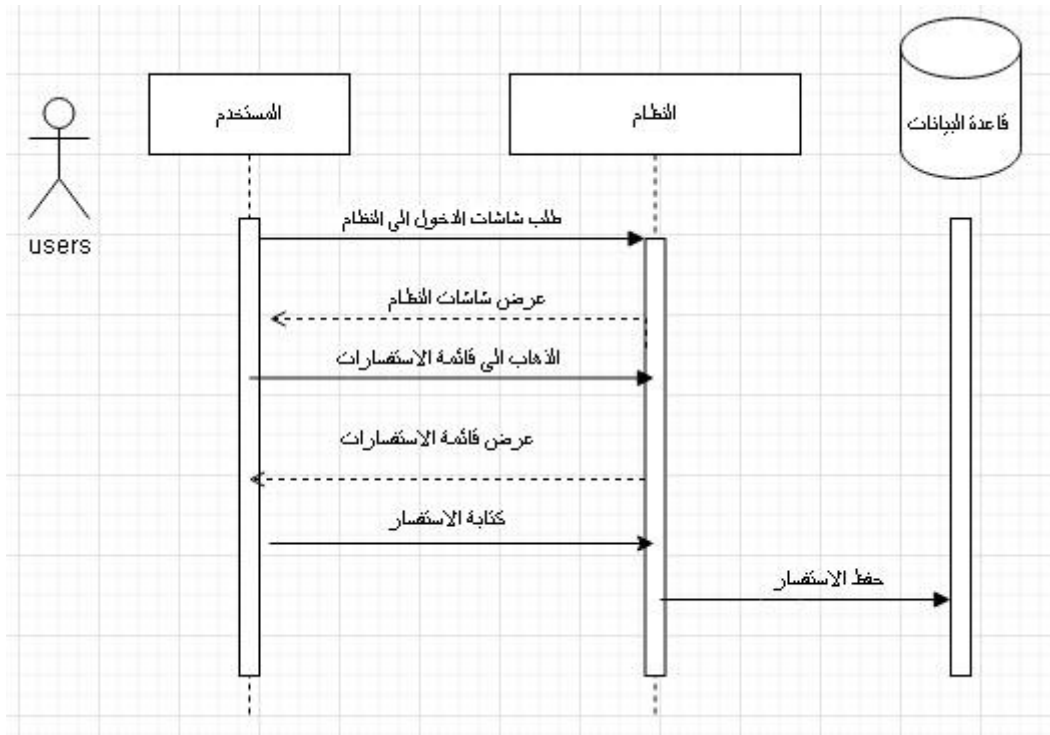 المستخدم
النظام
قاعدة البيانات
users
طلب شاشات الدخول الى النظام
عرض شاشات النظام
الذهاب الى قائمة الاستفسارات
عرض قائمة الاستفسارات
كتابة الاستفسار
حفظ الاستفسار